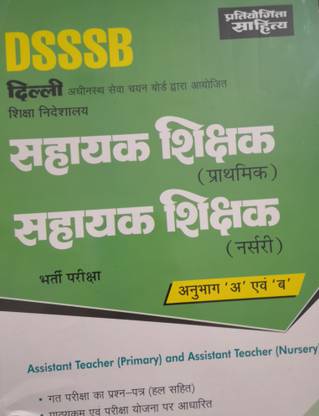 प्रतियोगिता
साहित्य
DSSSB
दिल्ली अधीनस्थ सेवा चयन बोर्ड द्वारा आयोजित
शिक्षा निदेशालय
सहायक शिक्षक
(प्राथमिक)
सहायक शिक्षक
(नर्सरी)
भर्ती परीक्षा
अनुभाग 'अ' एवं 'ब'
Assistant Teacher (Primary) and Assistant Teacher (Nursery)
• गत परीक्षा का प्रश्न-पत्र (हल सहित)
• पाठ्यक्रम एवं परीक्षा योजना पर आधारित